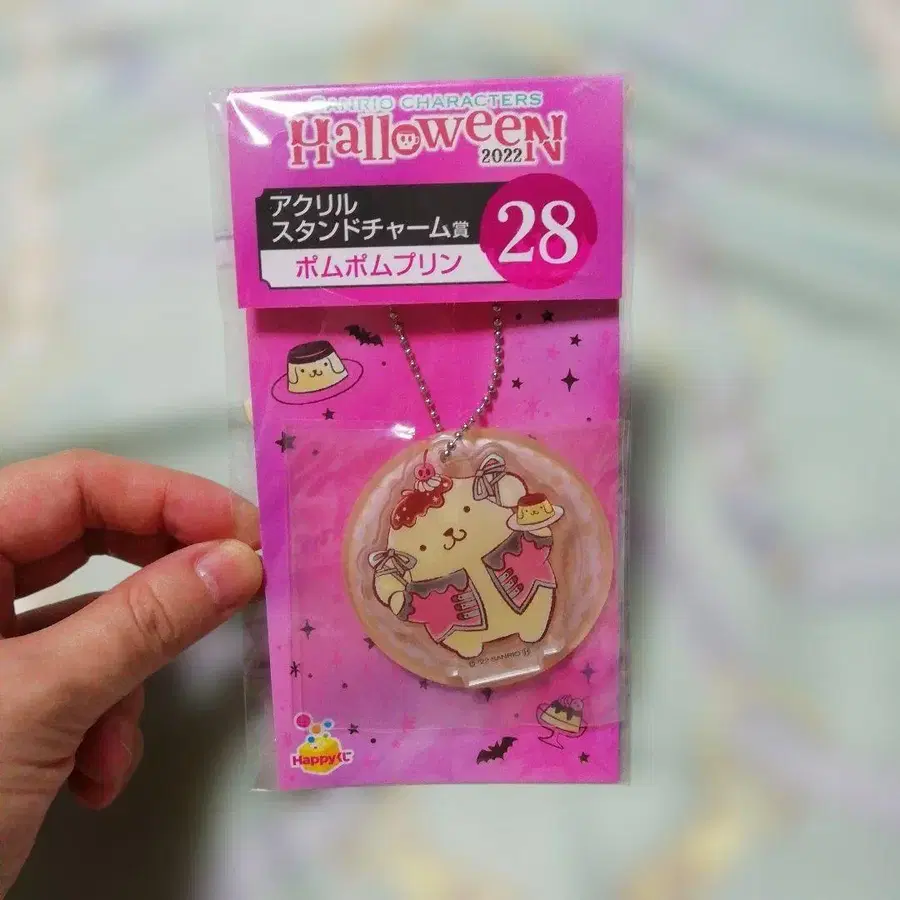 SANRIO CHARACTERS
Halloween
2022
アクリル
スタンドチャーム賞
28
ポムポムプリン
Happyくじ